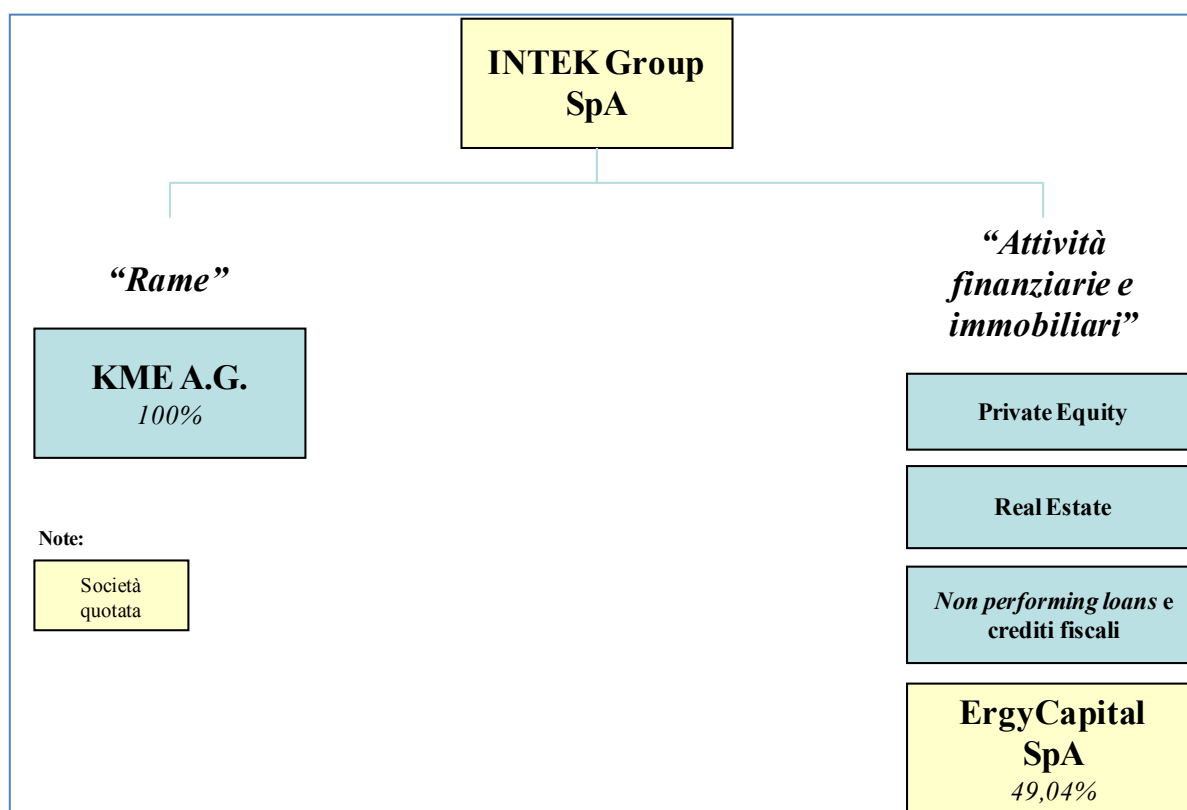 INTEK Group
SpA
“Rame”
KME A.G.
100%
Note:
Società
quotata
“Attività
finanziarie e
immobiliari”
Private Equity
Real Estate
Non performing loans e
crediti fiscali
ErgyCapital
SpA
49,04%